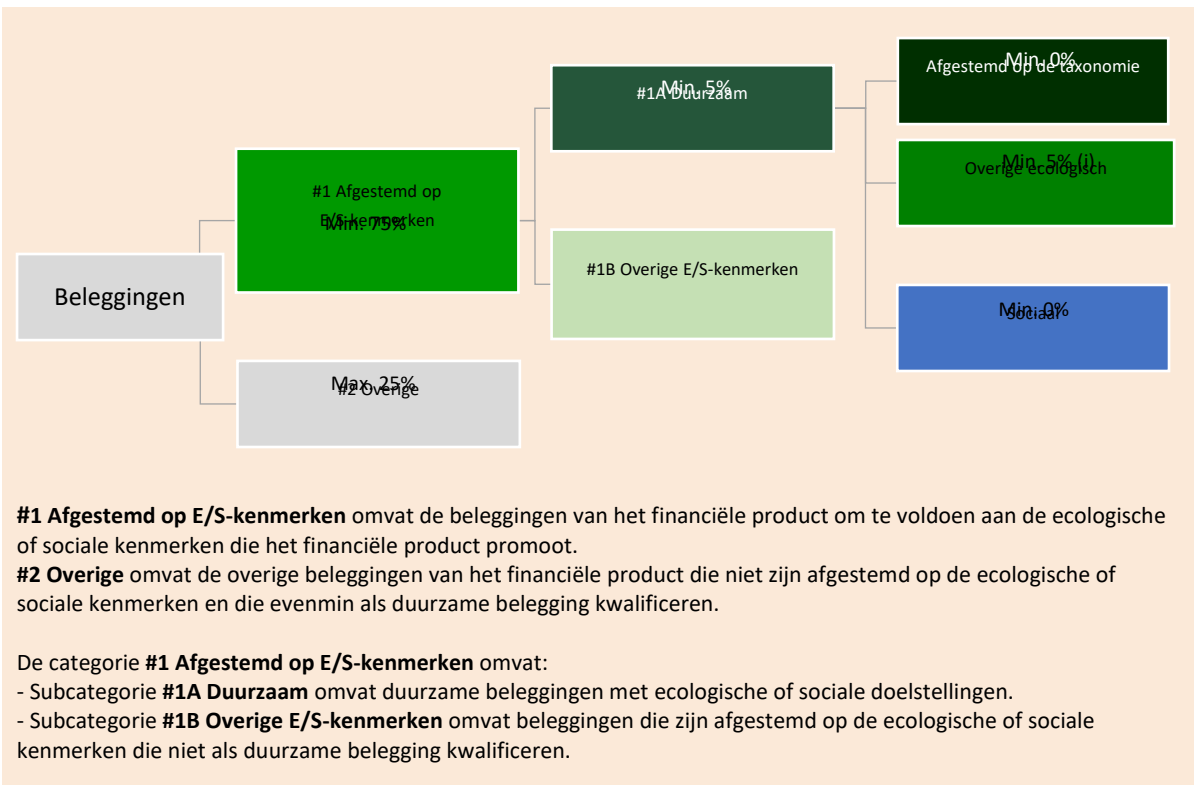 Min. 0%
Afgestemd op de taxonomie
Min. 5%
#1A Duurzaam
Min. 5% (i)
Overige ecologisch
#1 Afgestemd op
E/S-kenmerken
Min. 75%
#1B Overige E/S-kenmerken
Beleggingen
Min. 0%
Sociaal
Max. 25%
#2 Overige
#1 Afgestemd op E/S-kenmerken omvat de beleggingen van het financiële product om te voldoen aan de ecologische
of sociale kenmerken die het financiële product promoot.
#2 Overige omvat de overige beleggingen van het financiële product die niet zijn afgestemd op de ecologische of
sociale kenmerken en die evenmin als duurzame belegging kwalificeren.
De categorie #1 Afgestemd op E/S-kenmerken omvat:
- Subcategorie #1A Duurzaam omvat duurzame beleggingen met ecologische of sociale doelstellingen.
- Subcategorie #1B Overige E/S-kenmerken omvat beleggingen die zijn afgestemd op de ecologische of sociale
kenmerken die niet als duurzame belegging kwalificeren.